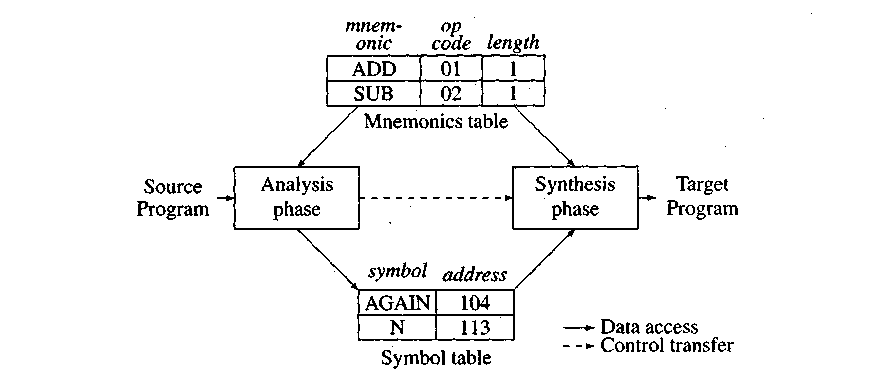 mnem- op
onic code length
ADD 01 1
SUB 02 1
Mnemonics table
Source Program
Analysis phase
Synthesis phase
Target Program
symbol address
AGAIN 104
N 113
Symbol table
Data access
Control transfer